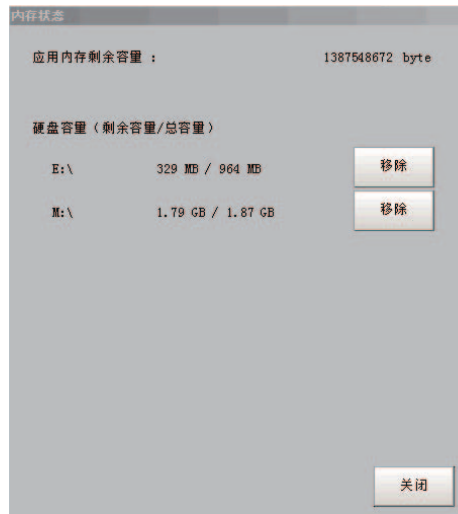 内存状态
应用内存剩余容量 : 1387548672 byte
硬盘容量（剩余容量/总容量）
E:\ 329 MB / 964 MB 移除
M:\ 1.79 GB / 1.87 GB 移除
关闭